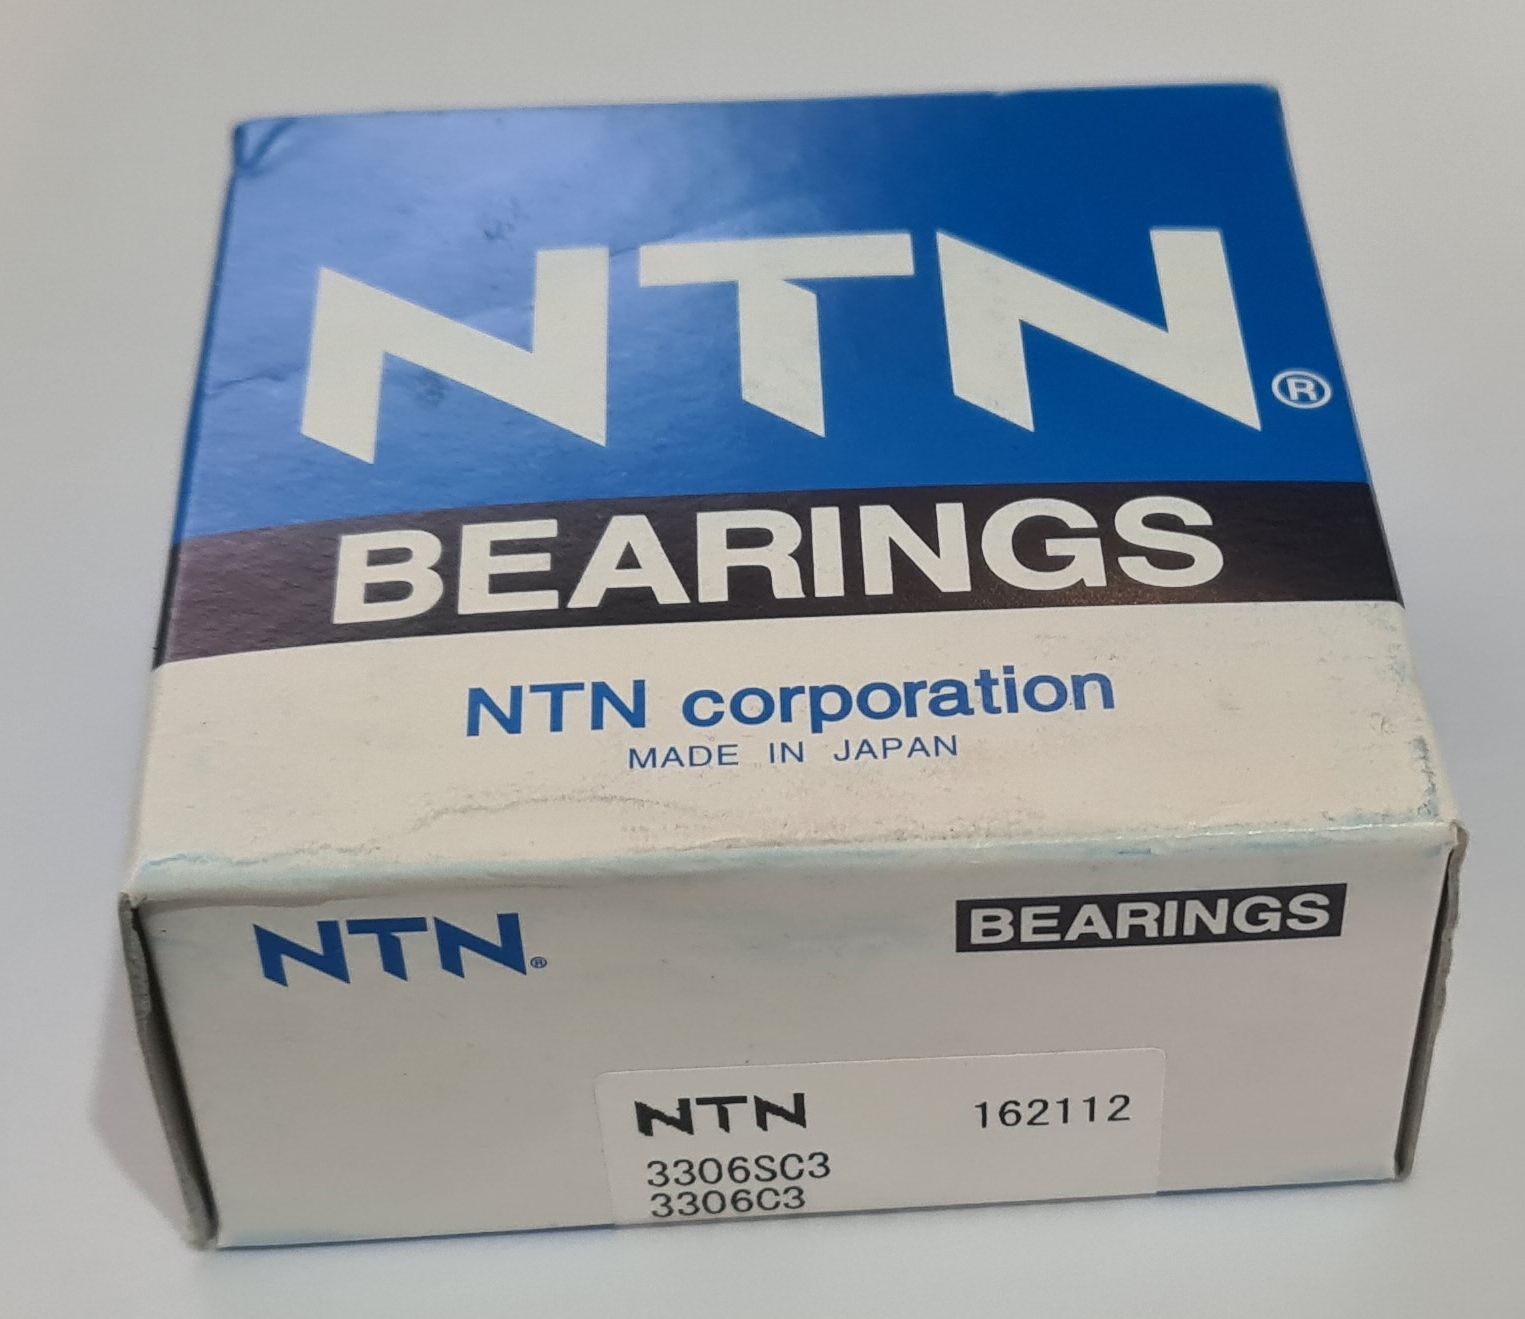 NTN®
BEARINGS
NTN corporation
MADE IN JAPAN
NTN® BEARINGS
NTN 162112
3306SC3
3306C3